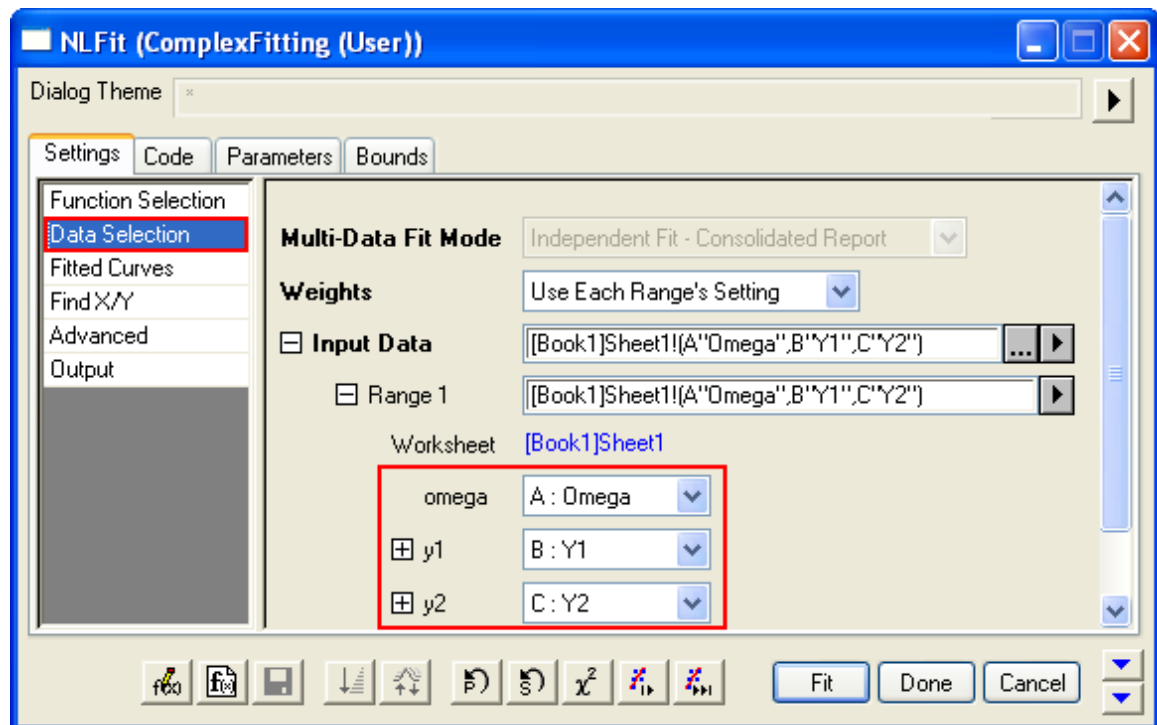 NLFit (ComplexFitting (User))
Dialog Theme *
Settings Code Parameters Bounds
Function Selection
Data Selection
Fitted Curves
Find X/Y
Advanced
Output
Multi-Data Fit Mode Independent Fit - Consolidated Report
Weights Use Each Range's Setting
Input Data [Book1]Sheet1!(A"Omega",B"Y1",C"Y2") ...
Range 1 [Book1]Sheet1!(A"Omega",B"Y1",C"Y2")
Worksheet [Book1]Sheet1
omega A : Omega
y1 B : Y1
y2 C : Y2
f(x) f(x) P S χ² Fit Done Cancel